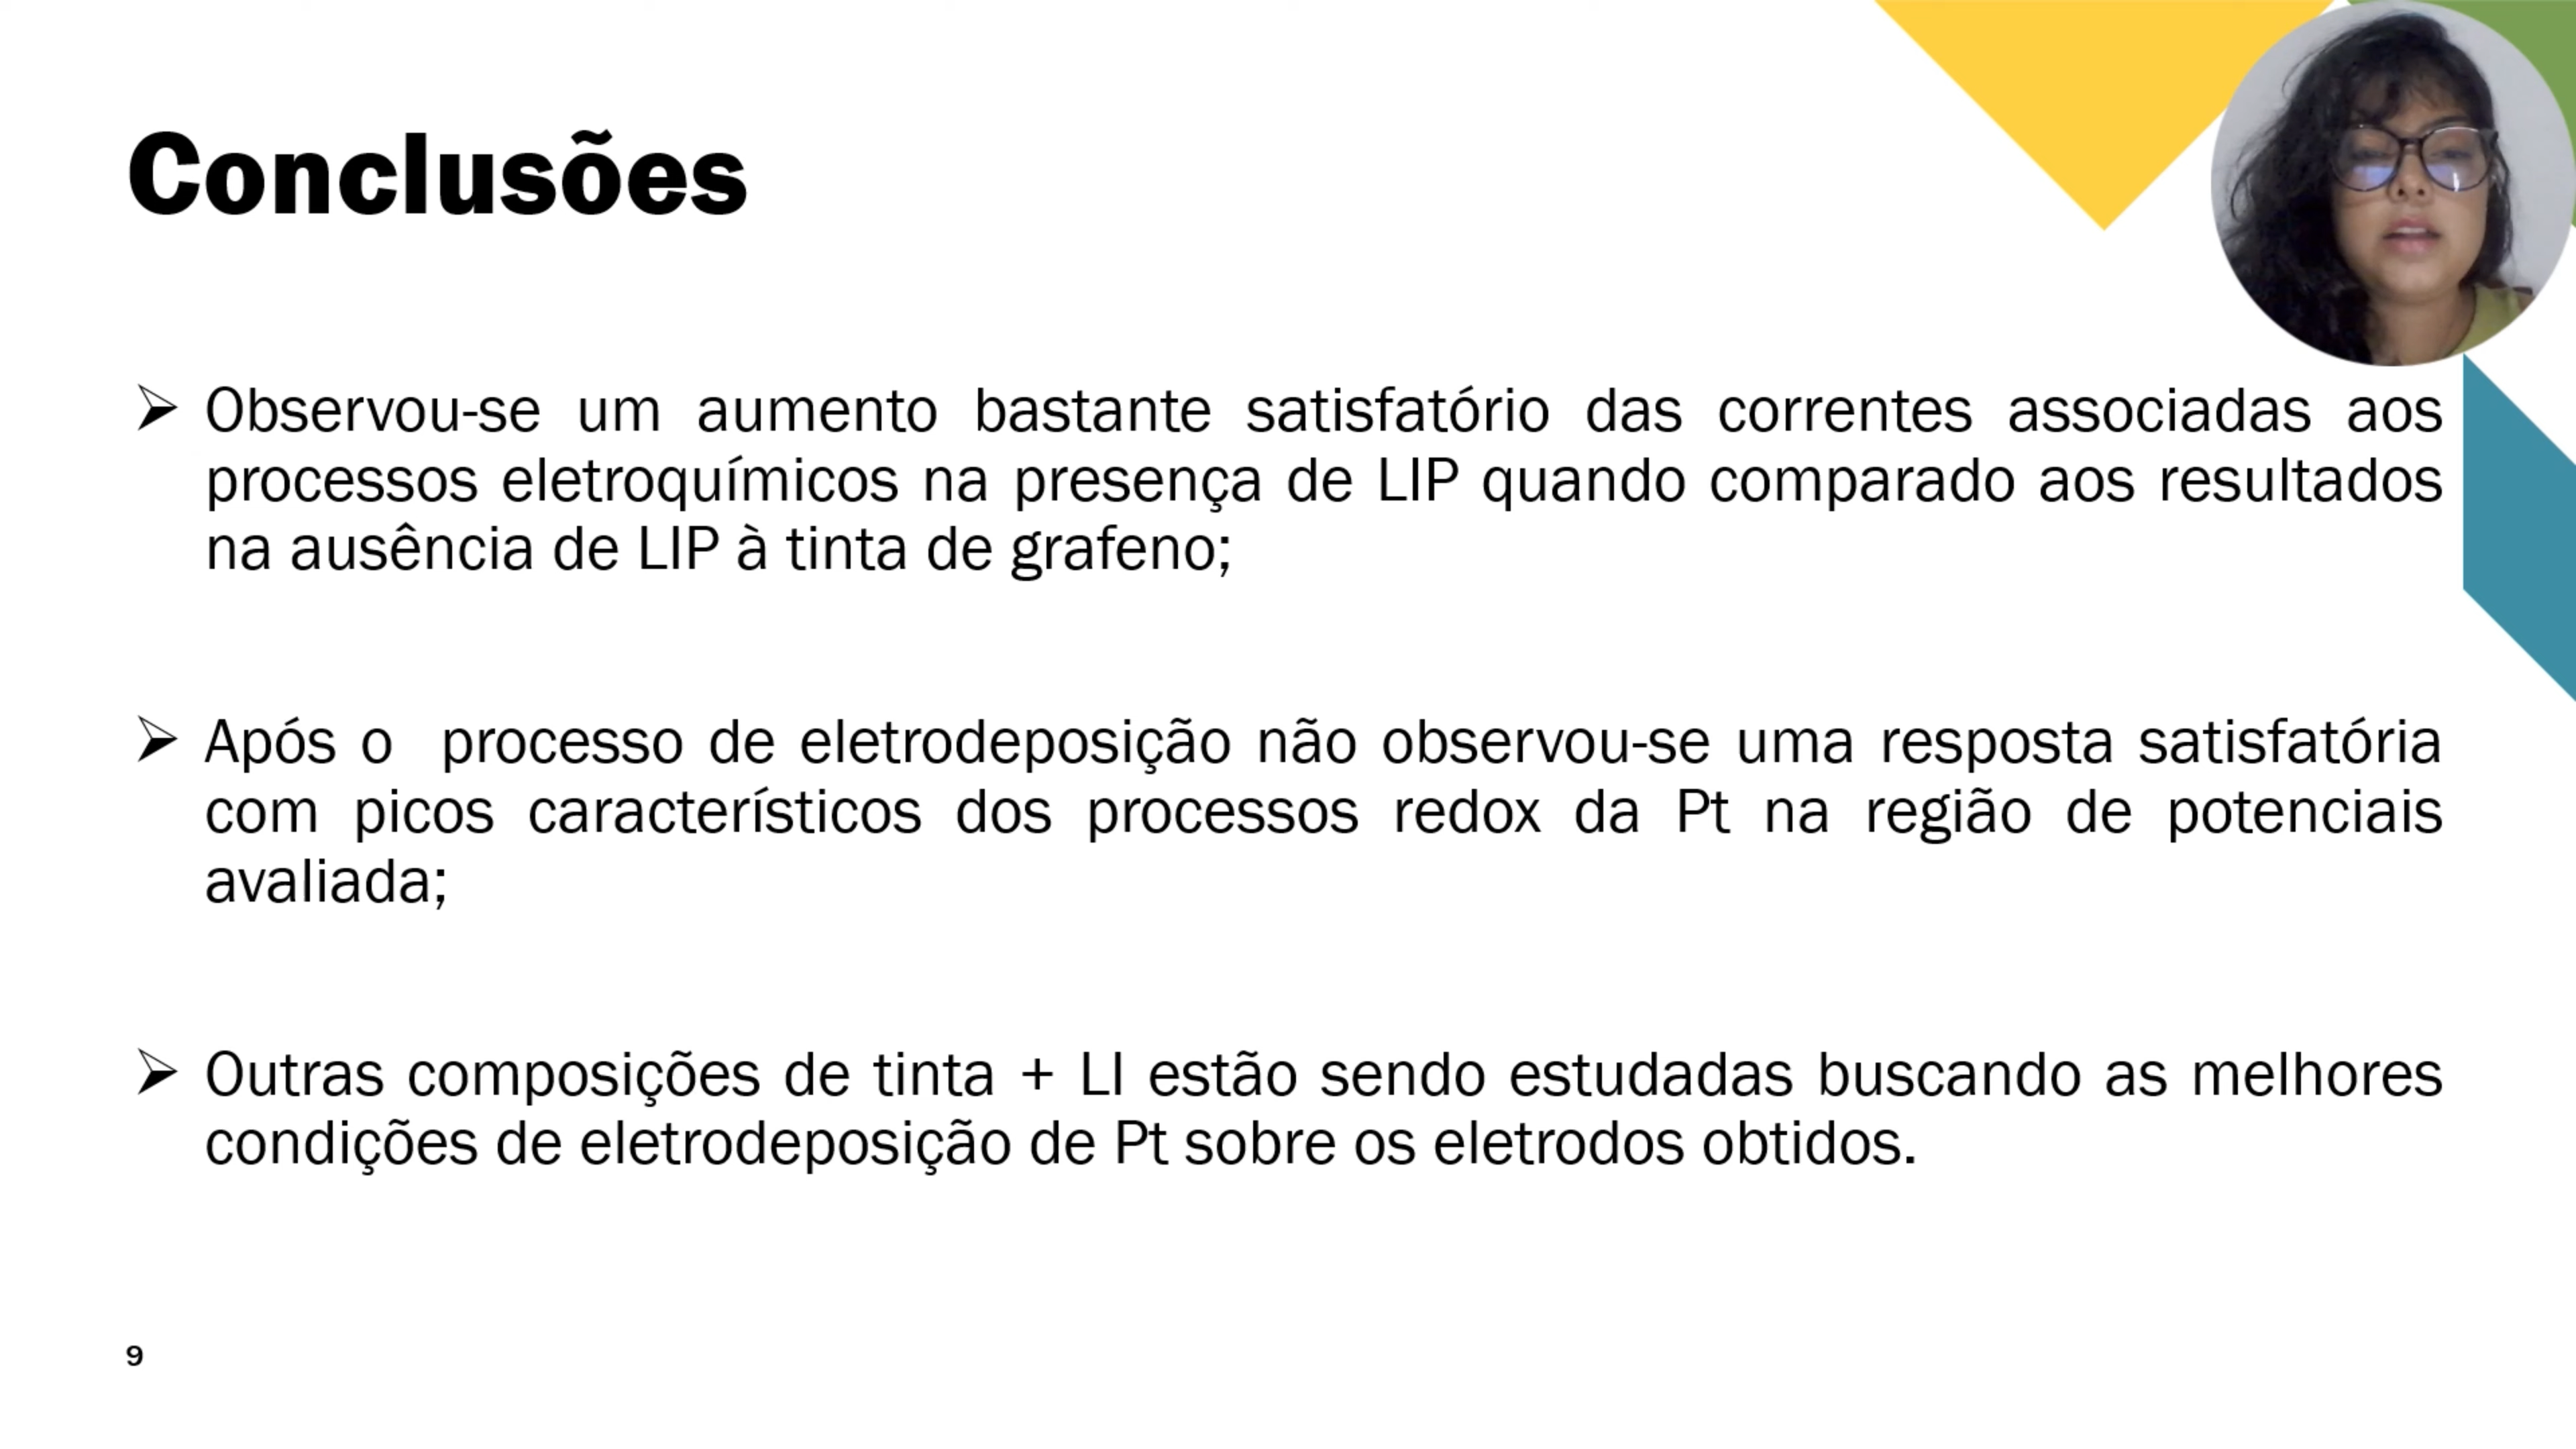 Conclusões
➢ Observou-se um aumento bastante satisfatório das correntes associadas aos
processos eletroquímicos na presença de LIP quando comparado aos resultados
na ausência de LIP à tinta de grafeno;
➢ Após o  processo de eletrodeposição não observou-se uma resposta satisfatória
com picos característicos dos processos redox da Pt na região de potenciais
avaliada;
➢ Outras composições de tinta + LI estão sendo estudadas buscando as melhores
condições de eletrodeposição de Pt sobre os eletrodos obtidos.
9